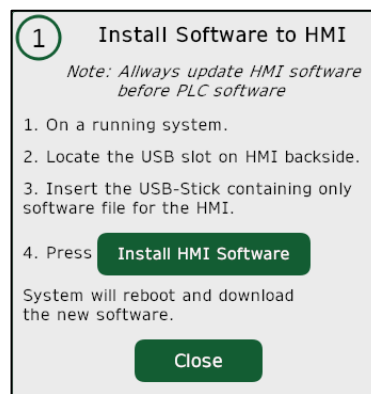 1 Install Software to HMI
Note: Allways update HMI software
before PLC software
1. On a running system.
2. Locate the USB slot on HMI backside.
3. Insert the USB-Stick containing only
software file for the HMI.
4. Press Install HMI Software
System will reboot and download
the new software.
Close